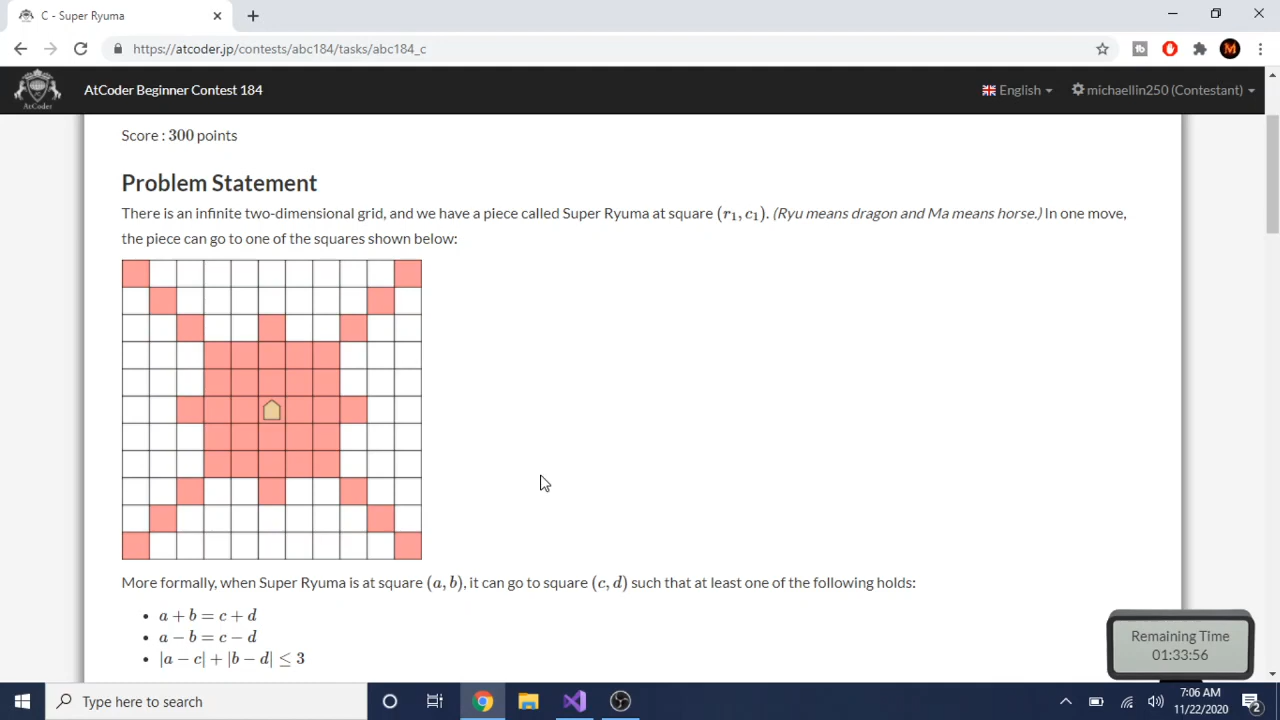 C - Super Ryuma
https://atcoder.jp/contests/abc184/tasks/abc184_c
M
AtCoder
AtCoder Beginner Contest 184
English
michaellin250 (Contestant)
Score : 300 points
Problem Statement
There is an infinite two-dimensional grid, and we have a piece called Super Ryuma at square (r₁, c₁). (Ryu means dragon and Ma means horse.) In one move,
the piece can go to one of the squares shown below:
More formally, when Super Ryuma is at square (a, b), it can go to square (c, d) such that at least one of the following holds:
• a + b = c + d
• a − b = c − d
• |a − c| + |b − d| ≤ 3
Remaining Time
01:33:56
Type here to search
7:06 AM
11/22/2020
2